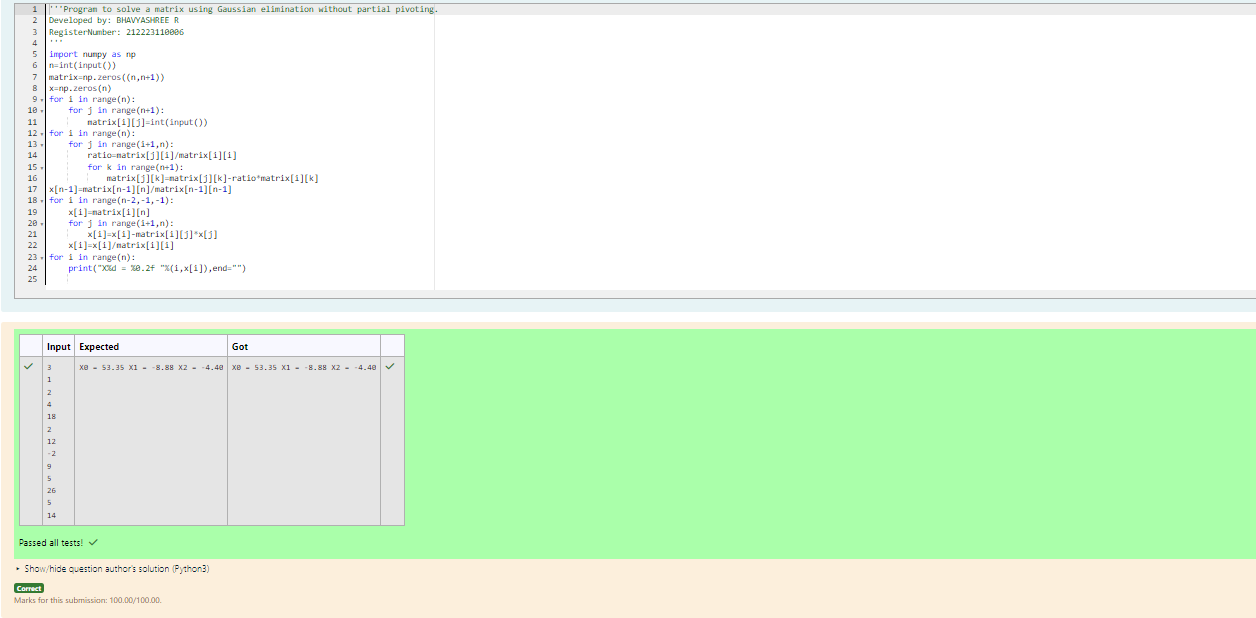 1 '''Program to solve a matrix using Gaussian elimination without partial pivoting.
2 Developed by: BHAVYASHREE R
3 RegisterNumber: 212223110006
4 '''
5 import numpy as np
6 n=int(input())
7 matrix=np.zeros((n,n+1))
8 x=np.zeros(n)
9 for i in range(n):
10     for j in range(n+1):
11         matrix[i][j]=int(input())
12 for i in range(n):
13     for j in range(i+1,n):
14         ratio=matrix[j][i]/matrix[i][i]
15         for k in range(n+1):
16             matrix[j][k]=matrix[j][k]-ratio*matrix[i][k]
17 x[n-1]=matrix[n-1][n]/matrix[n-1][n-1]
18 for i in range(n-2,-1,-1):
19     x[i]=matrix[i][n]
20     for j in range(i+1,n):
21         x[i]=x[i]-matrix[i][j]*x[j]
22     x[i]=x[i]/matrix[i][i]
23 for i in range(n):
24     print("X%d = %0.2f "%(i,x[i]),end="")
25
Input Expected Got
3 X0 = 53.35 X1 = -8.88 X2 = -4.40 X0 = 53.35 X1 = -8.88 X2 = -4.40
1
2
4
18
2
12
-2
9
5
26
5
14
Passed all tests!
Show/hide question author's solution (Python3)
Correct
Marks for this submission: 100.00/100.00.